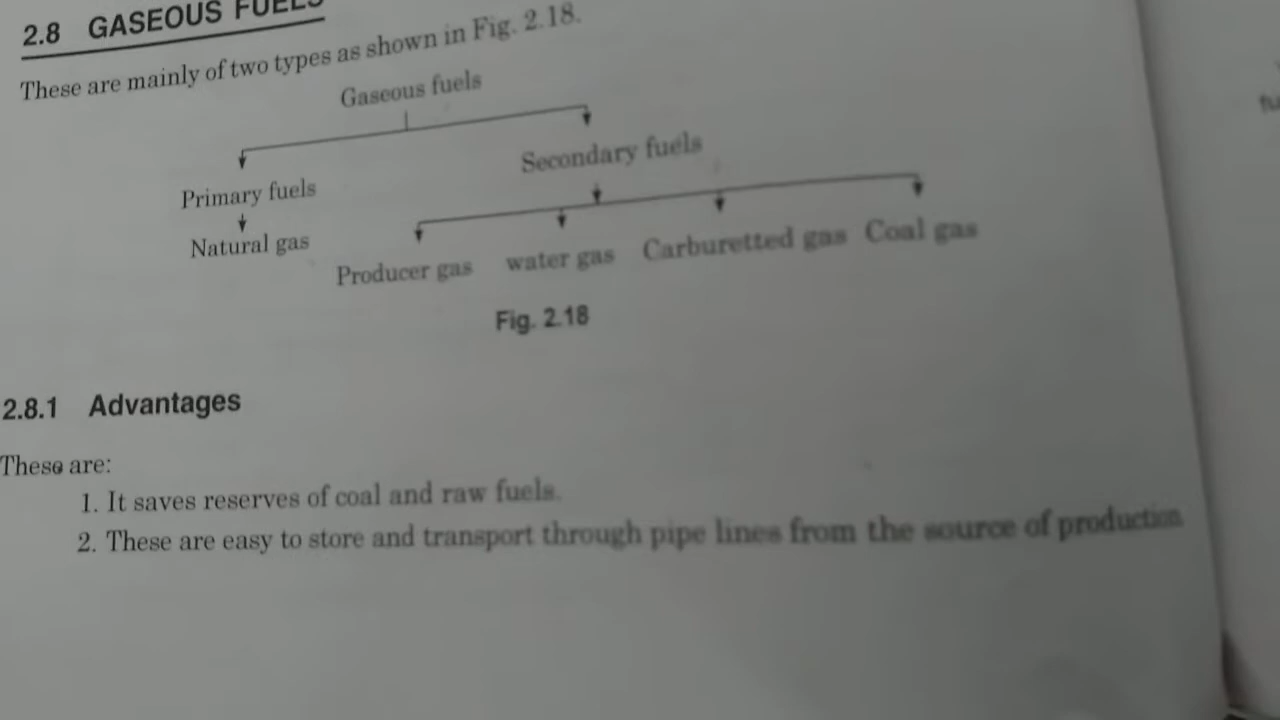 2.8 GASEOUS FUELS
These are mainly of two types as shown in Fig. 2.18.
Gaseous fuels
Primary fuels
Secondary fuels
Natural gas
Producer gas water gas Carburetted gas Coal gas
Fig. 2.18
2.8.1 Advantages
These are:
1. It saves reserves of coal and raw fuels.
2. These are easy to store and transport through pipe lines from the source of production